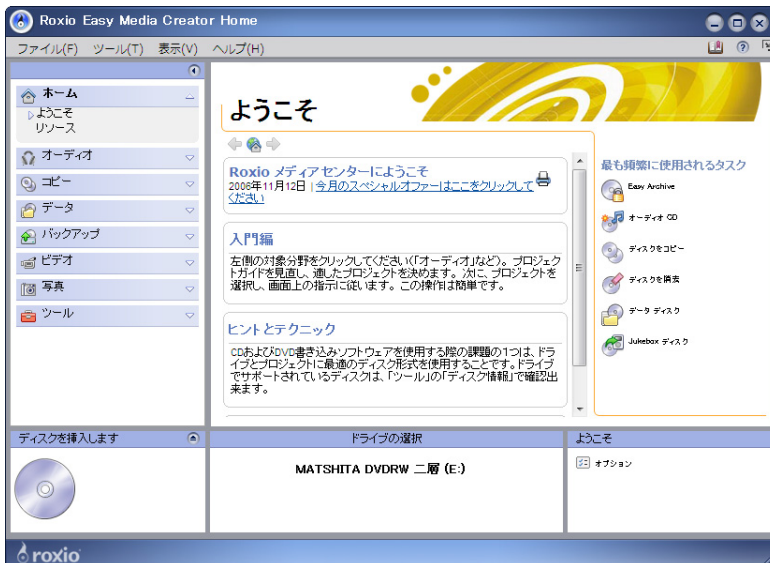 Roxio Easy Media Creator Home
ファイル(F) ツール(T) 表示(V) ヘルプ(H)
ホーム
ようこそ
リソース
オーディオ
コピー
データ
バックアップ
ビデオ
写真
ツール
ようこそ
Roxio メディアセンターにようこそ
2006年11月12日 | 今月のスペシャルオファーはここをクリックして
ください
入門編
左側の対象分野をクリックしてください(「オーディオ」など)。プロジェク
トガイドを見直し、適したプロジェクトを決めます。次に、プロジェクトを
選択し、画面上の指示に従います。この操作は簡単です。
ヒントとテクニック
CDおよびDVD書き込みソフトウェアを使用する際の課題の1つは、ドラ
イブとプロジェクトに最適のディスク形式を使用することです。ドライブ
でサポートされているディスクは、「ツール」の「ディスク情報」で確認出
来ます。
最も頻繁に使用されるタスク
Easy Archive
オーディオ CD
ディスクをコピー
ディスクを消去
データ ディスク
Jukebox ディスク
ディスクを挿入します
ドライブの選択
ようこそ
MATSHITA DVDRW 二層 (E:)
オプション
roxio